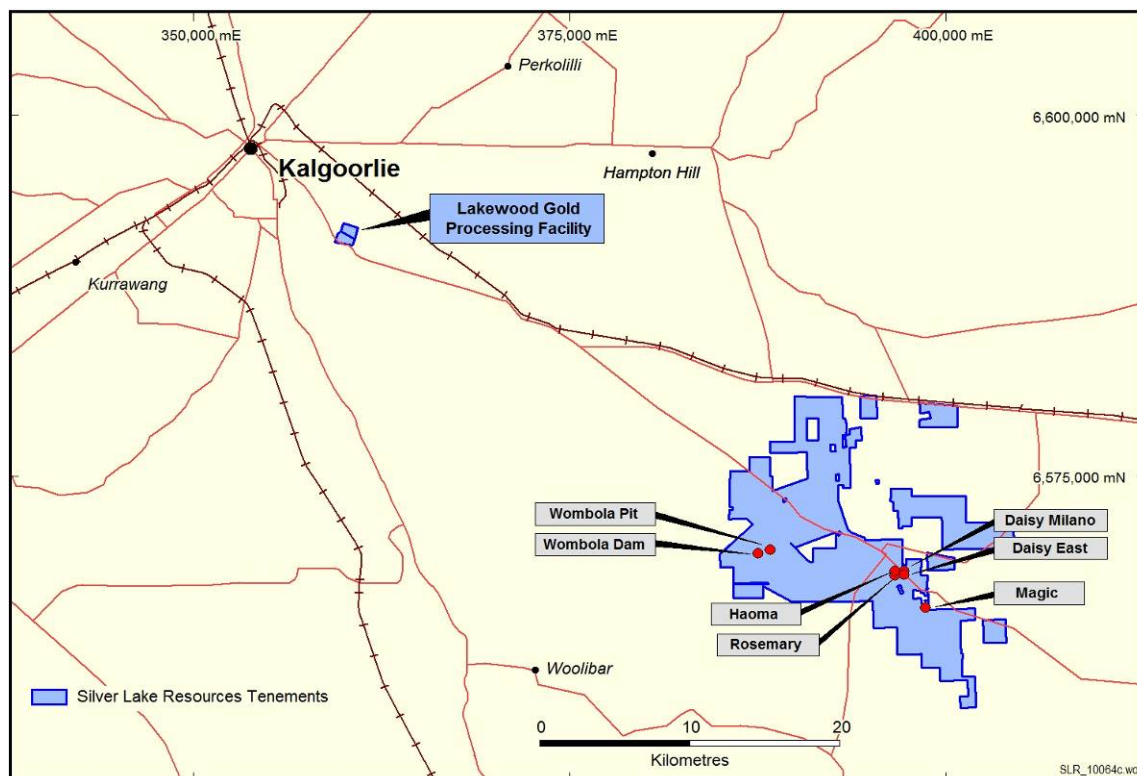 350,000 mE
375,000 mE
400,000 mE
Perkolilli
6,600,000 mN
Kalgoorlie
Hampton Hill
Lakewood Gold
Processing Facility
Kurrawang
6,575,000 mN
Wombola Pit
Daisy Milano
Wombola Dam
Daisy East
Magic
Haoma
Rosemary
Woolibar
Silver Lake Resources Tenements
0
10
20
Kilometres
SLR_10064c.wo